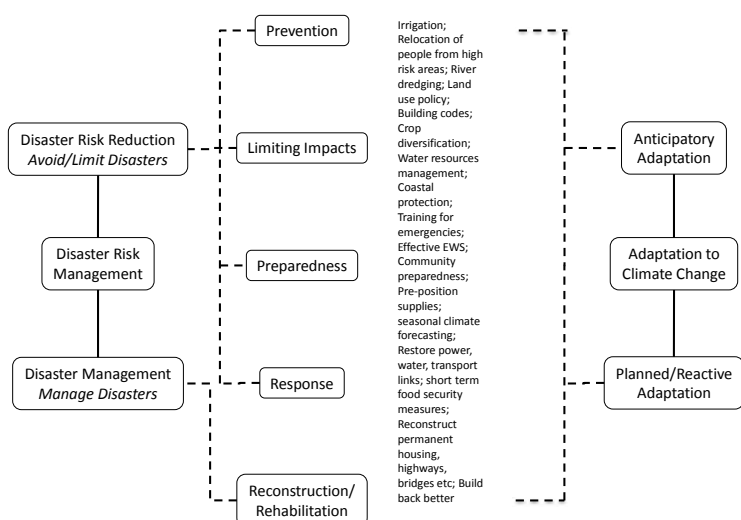 Prevention
Irrigation;
Relocation of
people from high
risk areas; River
dredging; Land
use policy;
Building codes;
Crop
diversification;
Water resources
management;
Coastal
protection;
Training for
emergencies;
Effective EWS;
Community
preparedness;
Pre-position
supplies;
seasonal climate
forecasting;
Restore power,
water, transport
links; short term
food security
measures;
Reconstruct
permanent
housing,
highways,
bridges etc; Build
back better
Disaster Risk Reduction
Avoid/Limit Disasters
Limiting Impacts
Anticipatory
Adaptation
Disaster Risk
Management
Preparedness
Adaptation to
Climate Change
Disaster Management
Manage Disasters
Response
Planned/Reactive
Adaptation
Reconstruction/
Rehabilitation